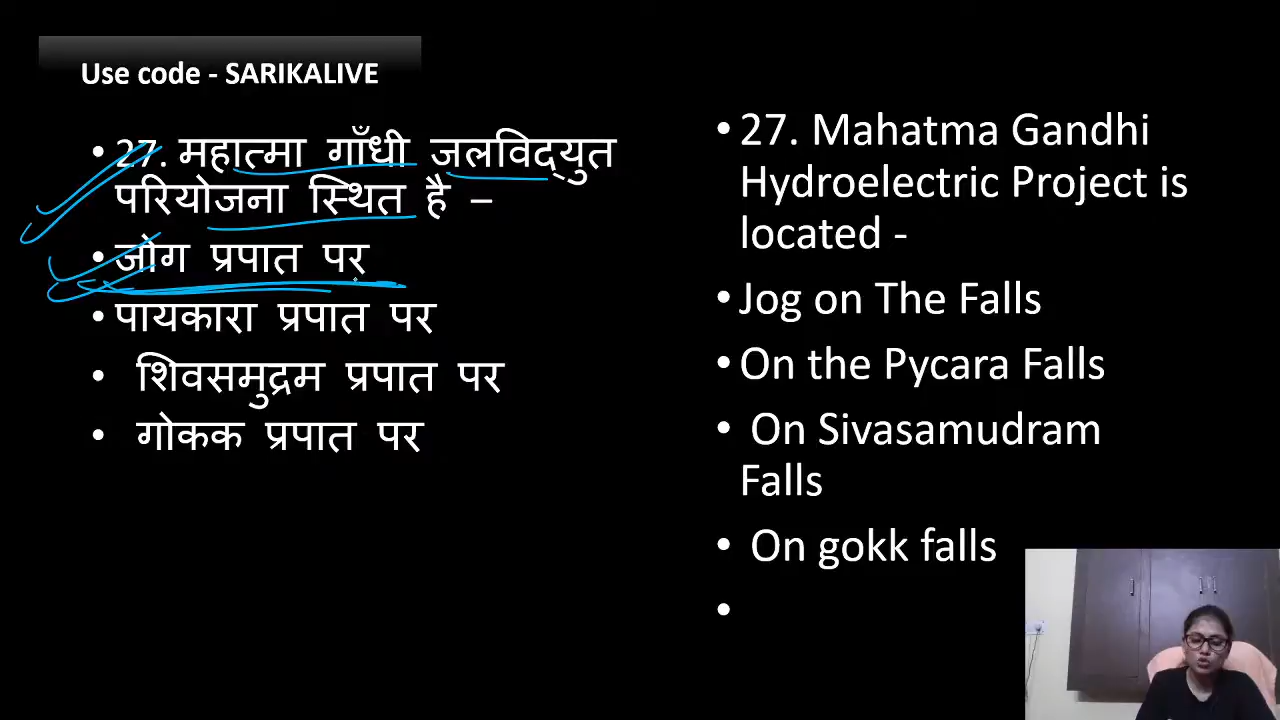 Use code - SARIKALIVE
• 27. महात्मा गाँधी जलविद्युत
परियोजना स्थित है –
• जोग प्रपात पर
• पायकारा प्रपात पर
• शिवसमुद्रम प्रपात पर
• गोकक प्रपात पर
• 27. Mahatma Gandhi
Hydroelectric Project is
located -
• Jog on The Falls
• On the Pycara Falls
• On Sivasamudram
Falls
• On gokk falls
•